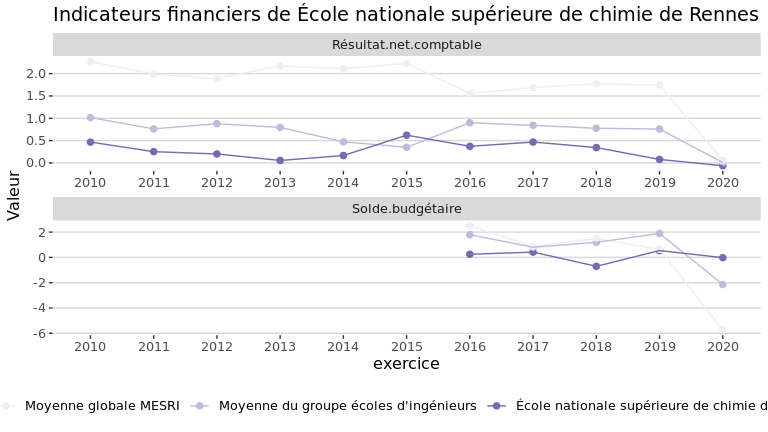 Indicateurs financiers de École nationale supérieure de chimie de Rennes
Résultat.net.comptable
2.0
1.5
1.0
0.5
0.0
2010 2011 2012 2013 2014 2015 2016 2017 2018 2019 2020
Valeur
Solde.budgétaire
2
0
-2
-4
-6
2010 2011 2012 2013 2014 2015 2016 2017 2018 2019 2020
exercice
Moyenne globale MESRI Moyenne du groupe écoles d'ingénieurs École nationale supérieure de chimie d